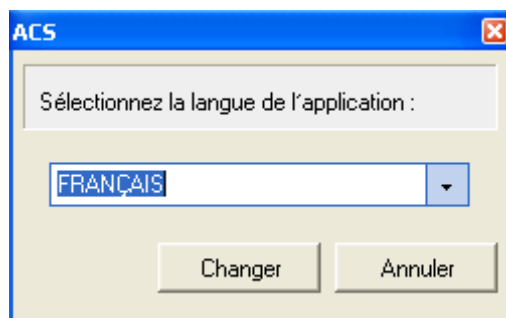 ACS
Sélectionnez la langue de l´application :
FRANÇAIS
Changer
Annuler